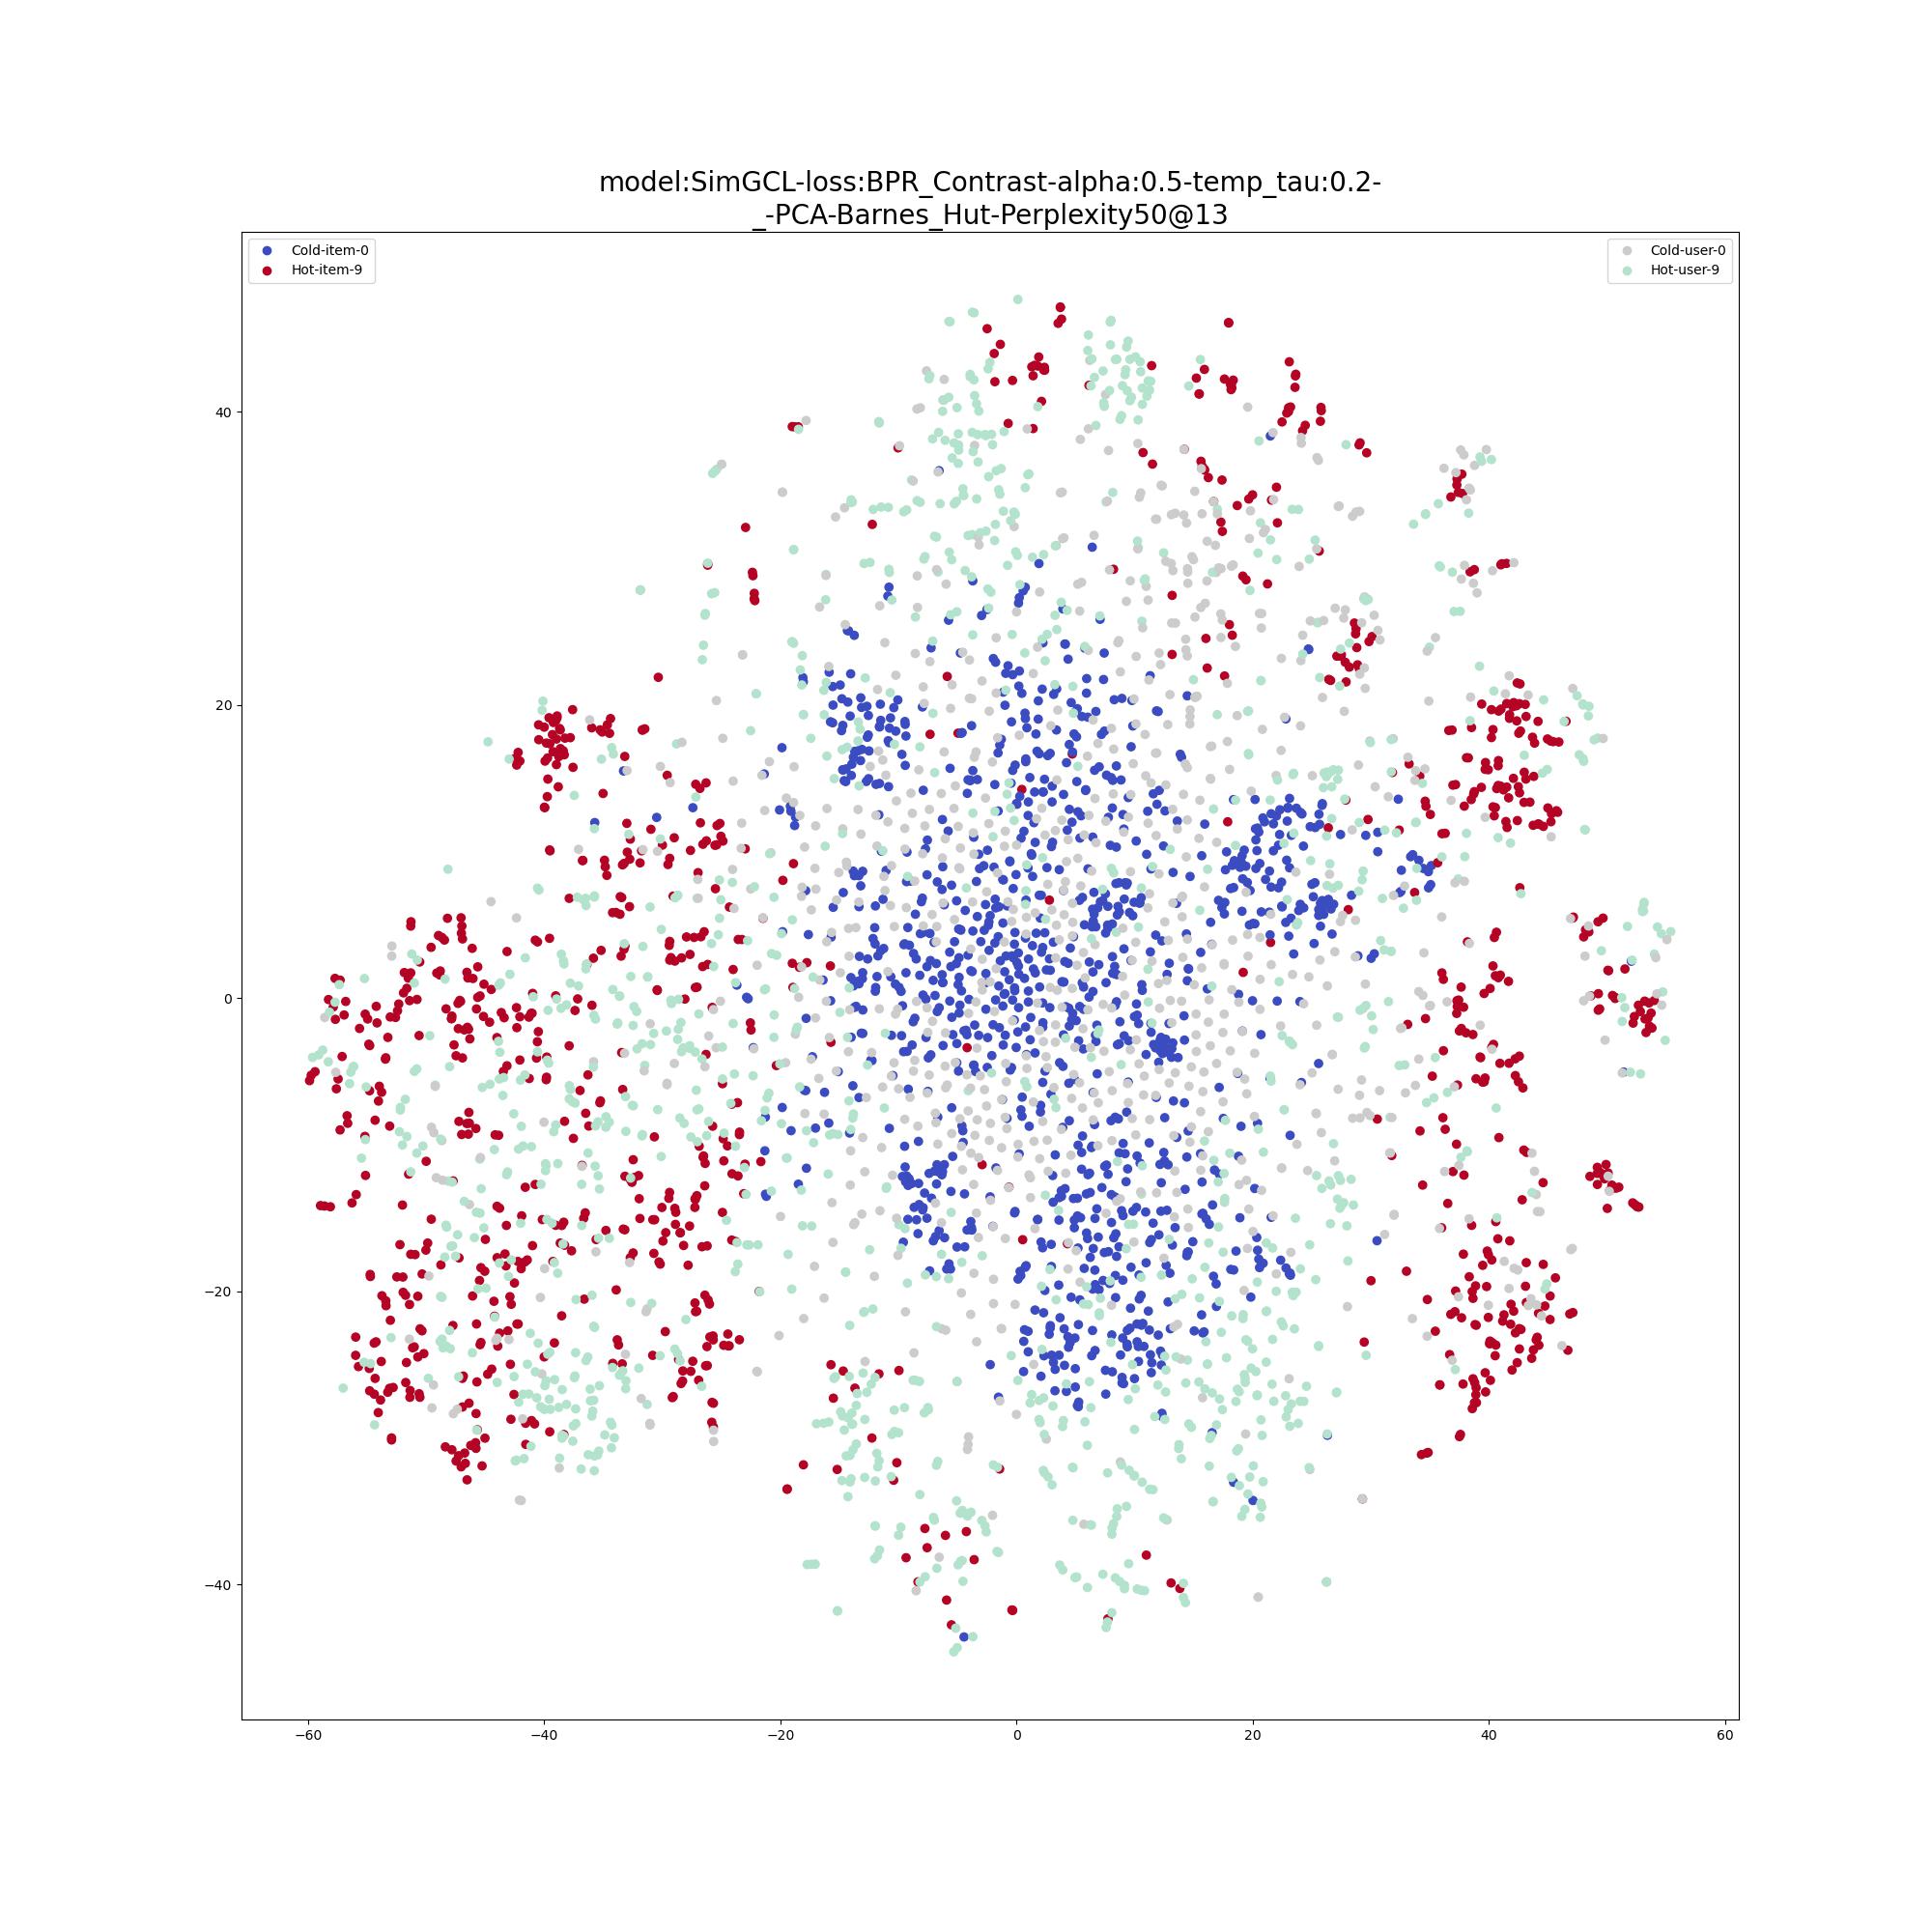 model:SimGCL-loss:BPR_Contrast-alpha:0.5-temp_tau:0.2-
_-PCA-Barnes_Hut-Perplexity50@13
Cold-item-0
Hot-item-9
Cold-user-0
Hot-user-9
40
20
0
−20
−40
−60
−40
−20
0
20
40
60